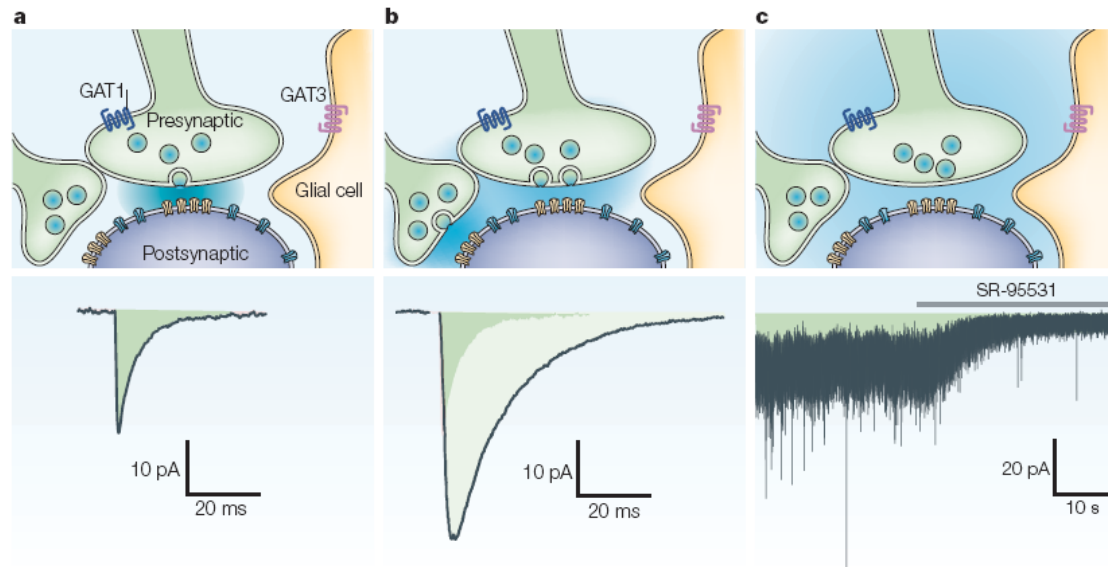 a
b
c
GAT1
GAT3
Presynaptic
Glial cell
Postsynaptic
10 pA
20 ms
10 pA
20 ms
SR-95531
20 pA
10 s